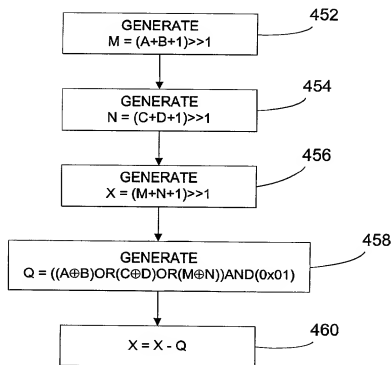 GENERATE
M = (A+B+1)>>1
452
GENERATE
N = (C+D+1)>>1
454
GENERATE
X = (M+N+1)>>1
456
GENERATE
Q = ((A⊕B)OR(C⊕D)OR(M⊕N))AND(0x01)
458
X = X - Q
460